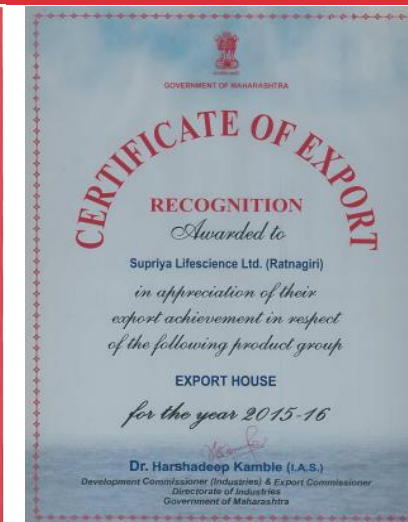 GOVERNMENT OF MAHARASHTRA
CERTIFICATE OF EXPORT
RECOGNITION
Awarded to
Supriya Lifescience Ltd. (Ratnagiri)
in appreciation of their
export achievement in respect
of the following product group
EXPORT HOUSE
for the year 2015-16
Dr. Harshadeep Kamble (I.A.S.)
Development Commissioner (Industries) & Export Commissioner
Directorate of Industries
Government of Maharashtra